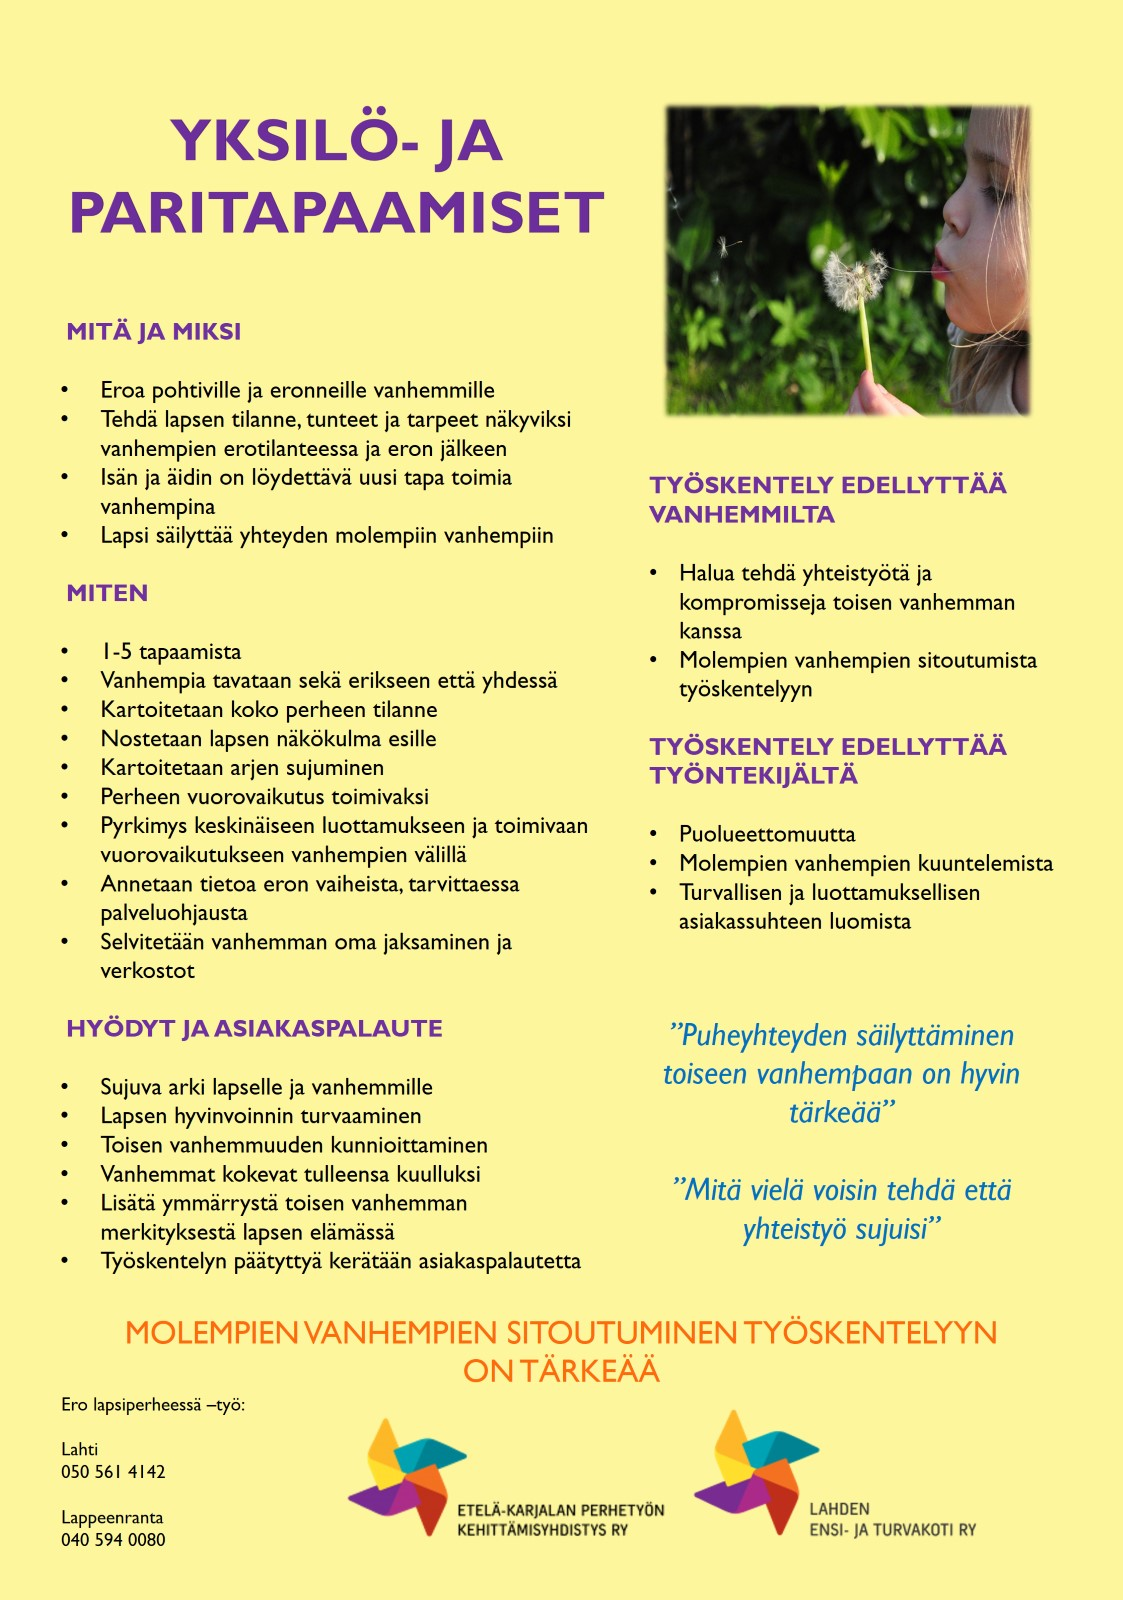 YKSILÖ- JA
PARITAPAAMISET
MITÄ JA MIKSI
• Eroa pohtiville ja eronneille vanhemmille
• Tehdä lapsen tilanne, tunteet ja tarpeet näkyviksi
vanhempien erotilanteessa ja eron jälkeen
• Isän ja äidin on löydettävä uusi tapa toimia
vanhempina
• Lapsi säilyttää yhteyden molempiin vanhempiin
MITEN
• 1-5 tapaamista
• Vanhempia tavataan sekä erikseen että yhdessä
• Kartoitetaan koko perheen tilanne
• Nostetaan lapsen näkökulma esille
• Kartoitetaan arjen sujuminen
• Perheen vuorovaikutus toimivaksi
• Pyrkimys keskinäiseen luottamukseen ja toimivaan
vuorovaikutukseen vanhempien välillä
• Annetaan tietoa eron vaiheista, tarvittaessa
palveluohjausta
• Selvitetään vanhemman oma jaksaminen ja
verkostot
HYÖDYT JA ASIAKASPALAUTE
• Sujuva arki lapselle ja vanhemmille
• Lapsen hyvinvoinnin turvaaminen
• Toisen vanhemmuuden kunnioittaminen
• Vanhemmat kokevat tulleensa kuulluksi
• Lisätä ymmärrystä toisen vanhemman
merkityksestä lapsen elämässä
• Työskentelyn päätyttyä kerätään asiakaspalautetta
TYÖSKENTELY EDELLYTTÄÄ
VANHEMMILTA
• Halua tehdä yhteistyötä ja
kompromisseja toisen vanhemman
kanssa
• Molempien vanhempien sitoutumista
työskentelyyn
TYÖSKENTELY EDELLYTTÄÄ
TYÖNTEKIJÄLTÄ
• Puolueettomuutta
• Molempien vanhempien kuuntelemista
• Turvallisen ja luottamuksellisen
asiakassuhteen luomista
”Puheyhteyden säilyttäminen
toiseen vanhempaan on hyvin
tärkeää”
”Mitä vielä voisin tehdä että
yhteistyö sujuisi”
MOLEMPIEN VANHEMPIEN SITOUTUMINEN TYÖSKENTELYYN
ON TÄRKEÄÄ
Ero lapsiperheessä –työ:
Lahti
050 561 4142
Lappeenranta
040 594 0080
ETELÄ-KARJALAN PERHETYÖN
KEHITTÄMISYHDISTYS RY
LAHDEN
ENSI- JA TURVAKOTI RY